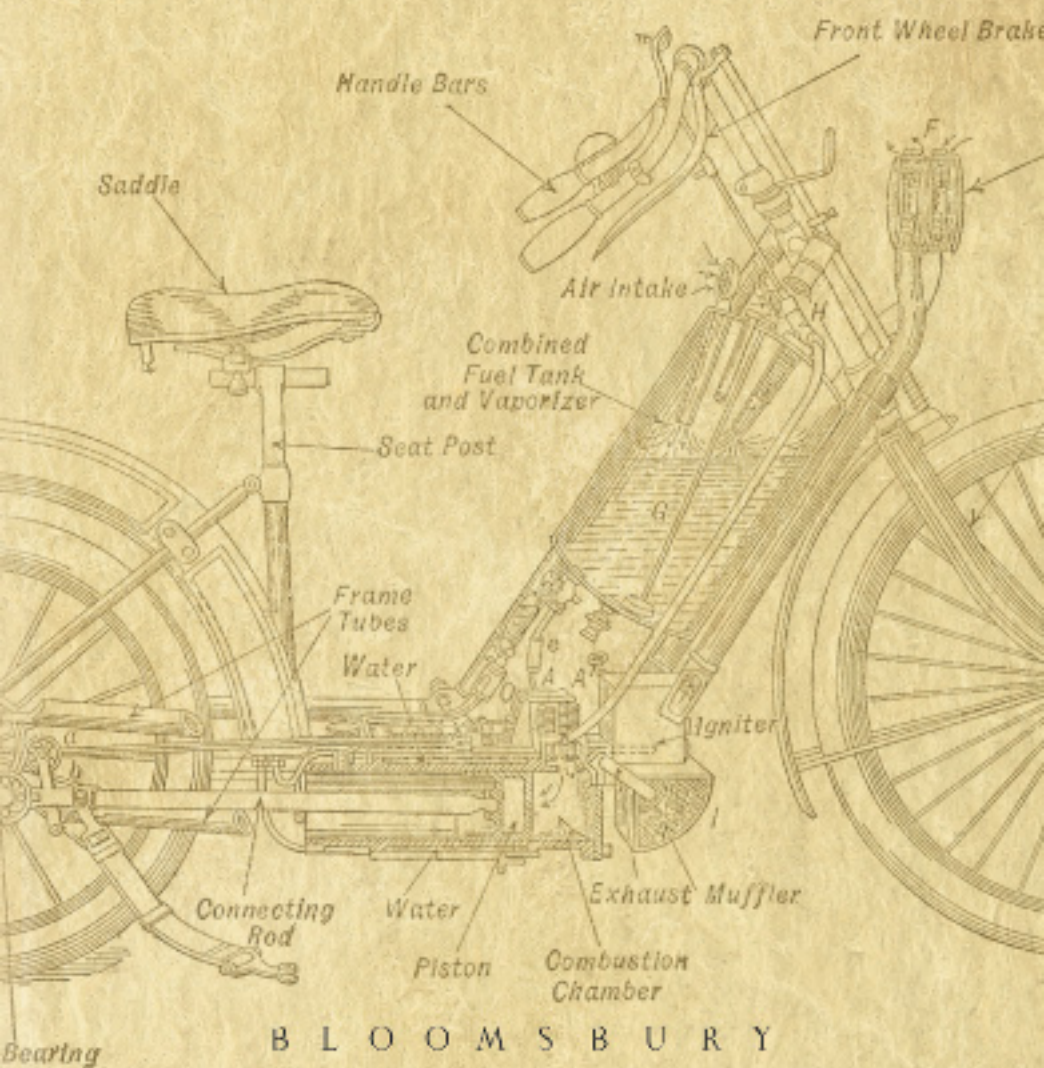 Front Wheel Brake
Handle Bars
F
Saddle
Air Intake
H
Combined
Fuel Tank
and Vaporizer
Seat Post
G
Frame
Tubes
e
Water
A A
Igniter
a
I
Exhaust Muffler
Connecting
Rod
Water
Piston
Combustion
Chamber
BLOOMSBURY
Bearing